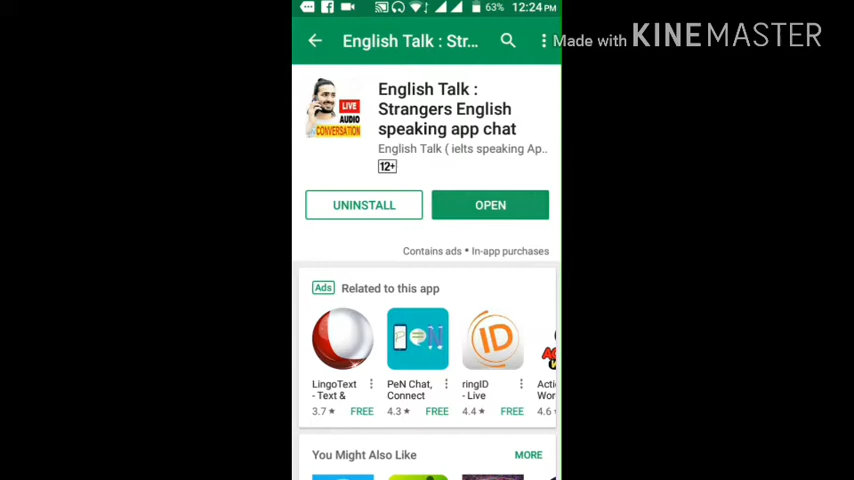 63% 12:24PM
English Talk : Str...
Made with KINEMASTER
LIVE
AUDIO
CONVERSATION
English Talk :
Strangers English
speaking app chat
English Talk ( ielts speaking Ap..
12+
UNINSTALL
OPEN
Contains ads • In-app purchases
Ads Related to this app
ID
LingoText
- Text &
3.7 ★ FREE
PeN Chat,
Connect
4.3 ★ FREE
ringID
- Live
4.4 ★ FREE
Acti
Wor
4.6
You Might Also Like
MORE